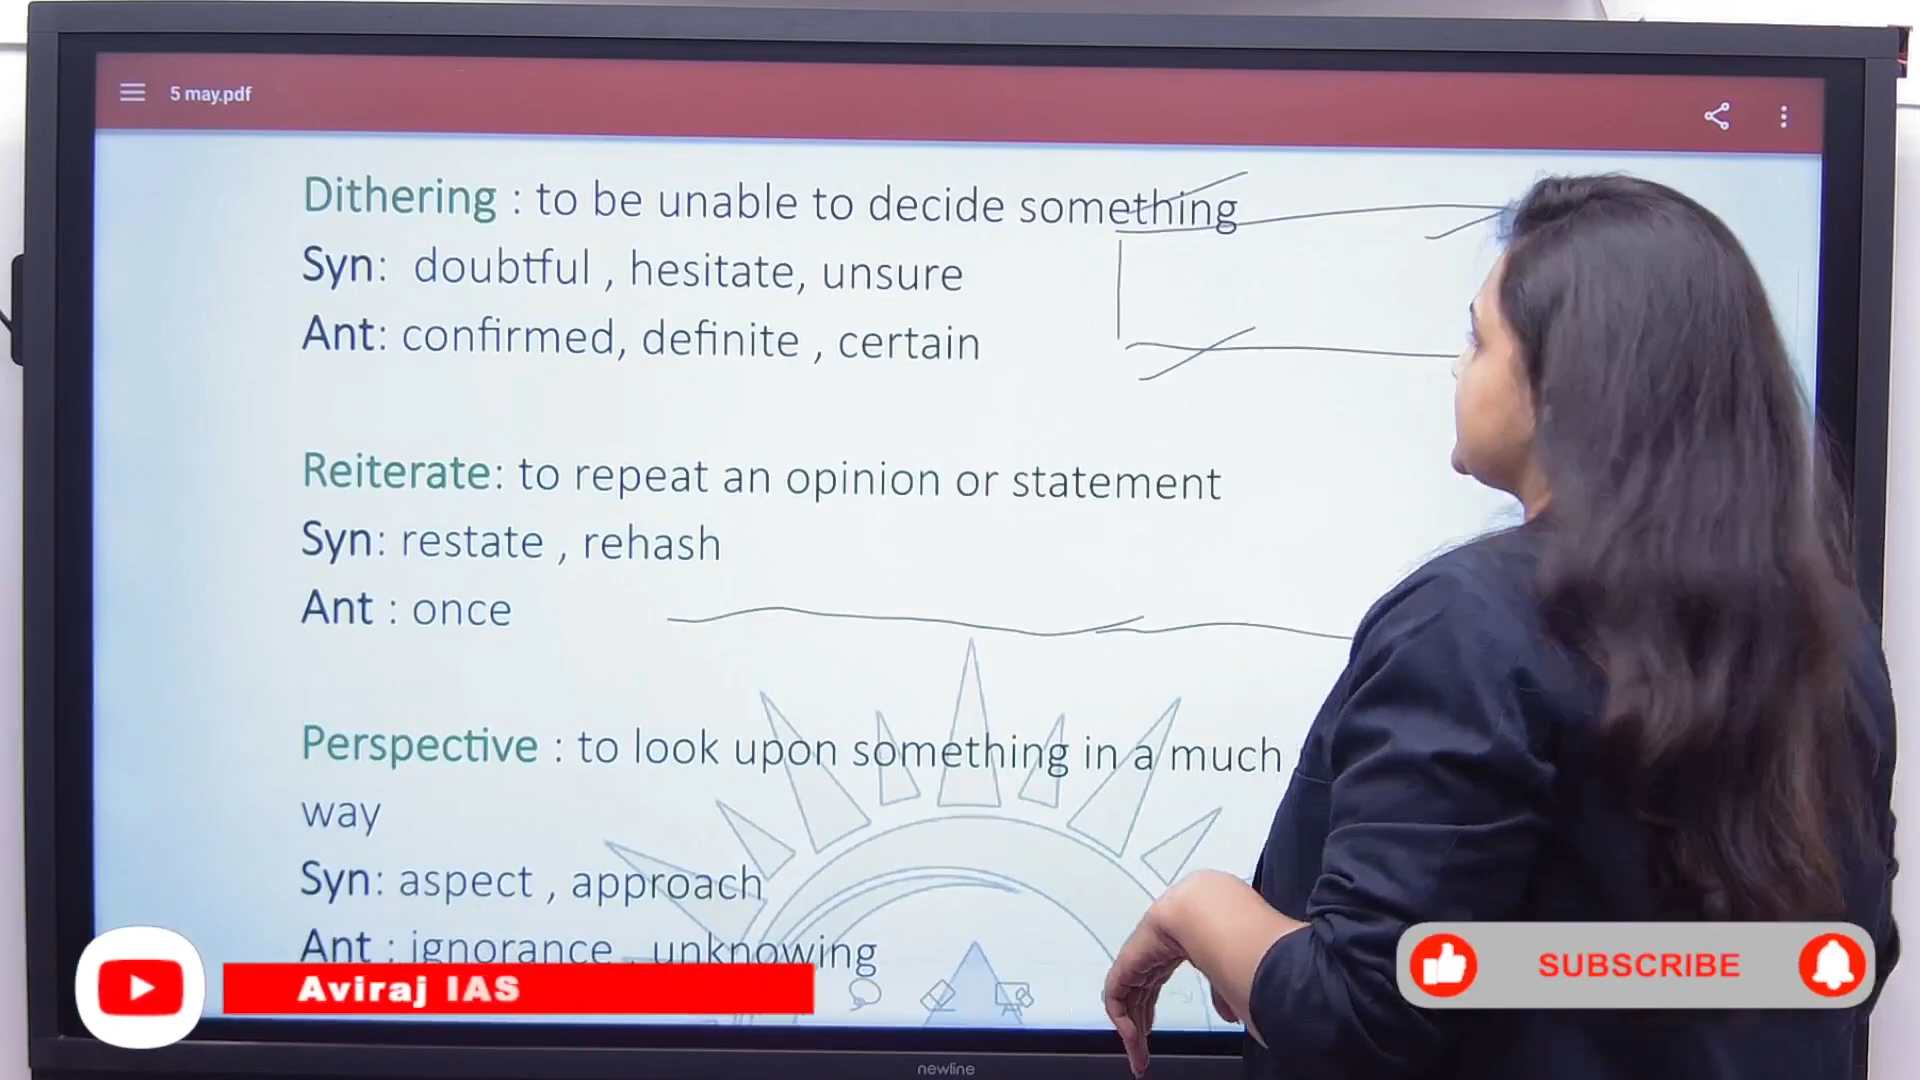 5 may.pdf
Dithering : to be unable to decide something
Syn: doubtful , hesitate, unsure
Ant: confirmed, definite , certain
Reiterate: to repeat an opinion or statement
Syn: restate , rehash
Ant : once
Perspective : to look upon something in a much
way
Syn: aspect , approach
Ant : ignorance , unknowing
Aviraj IAS
SUBSCRIBE
newline